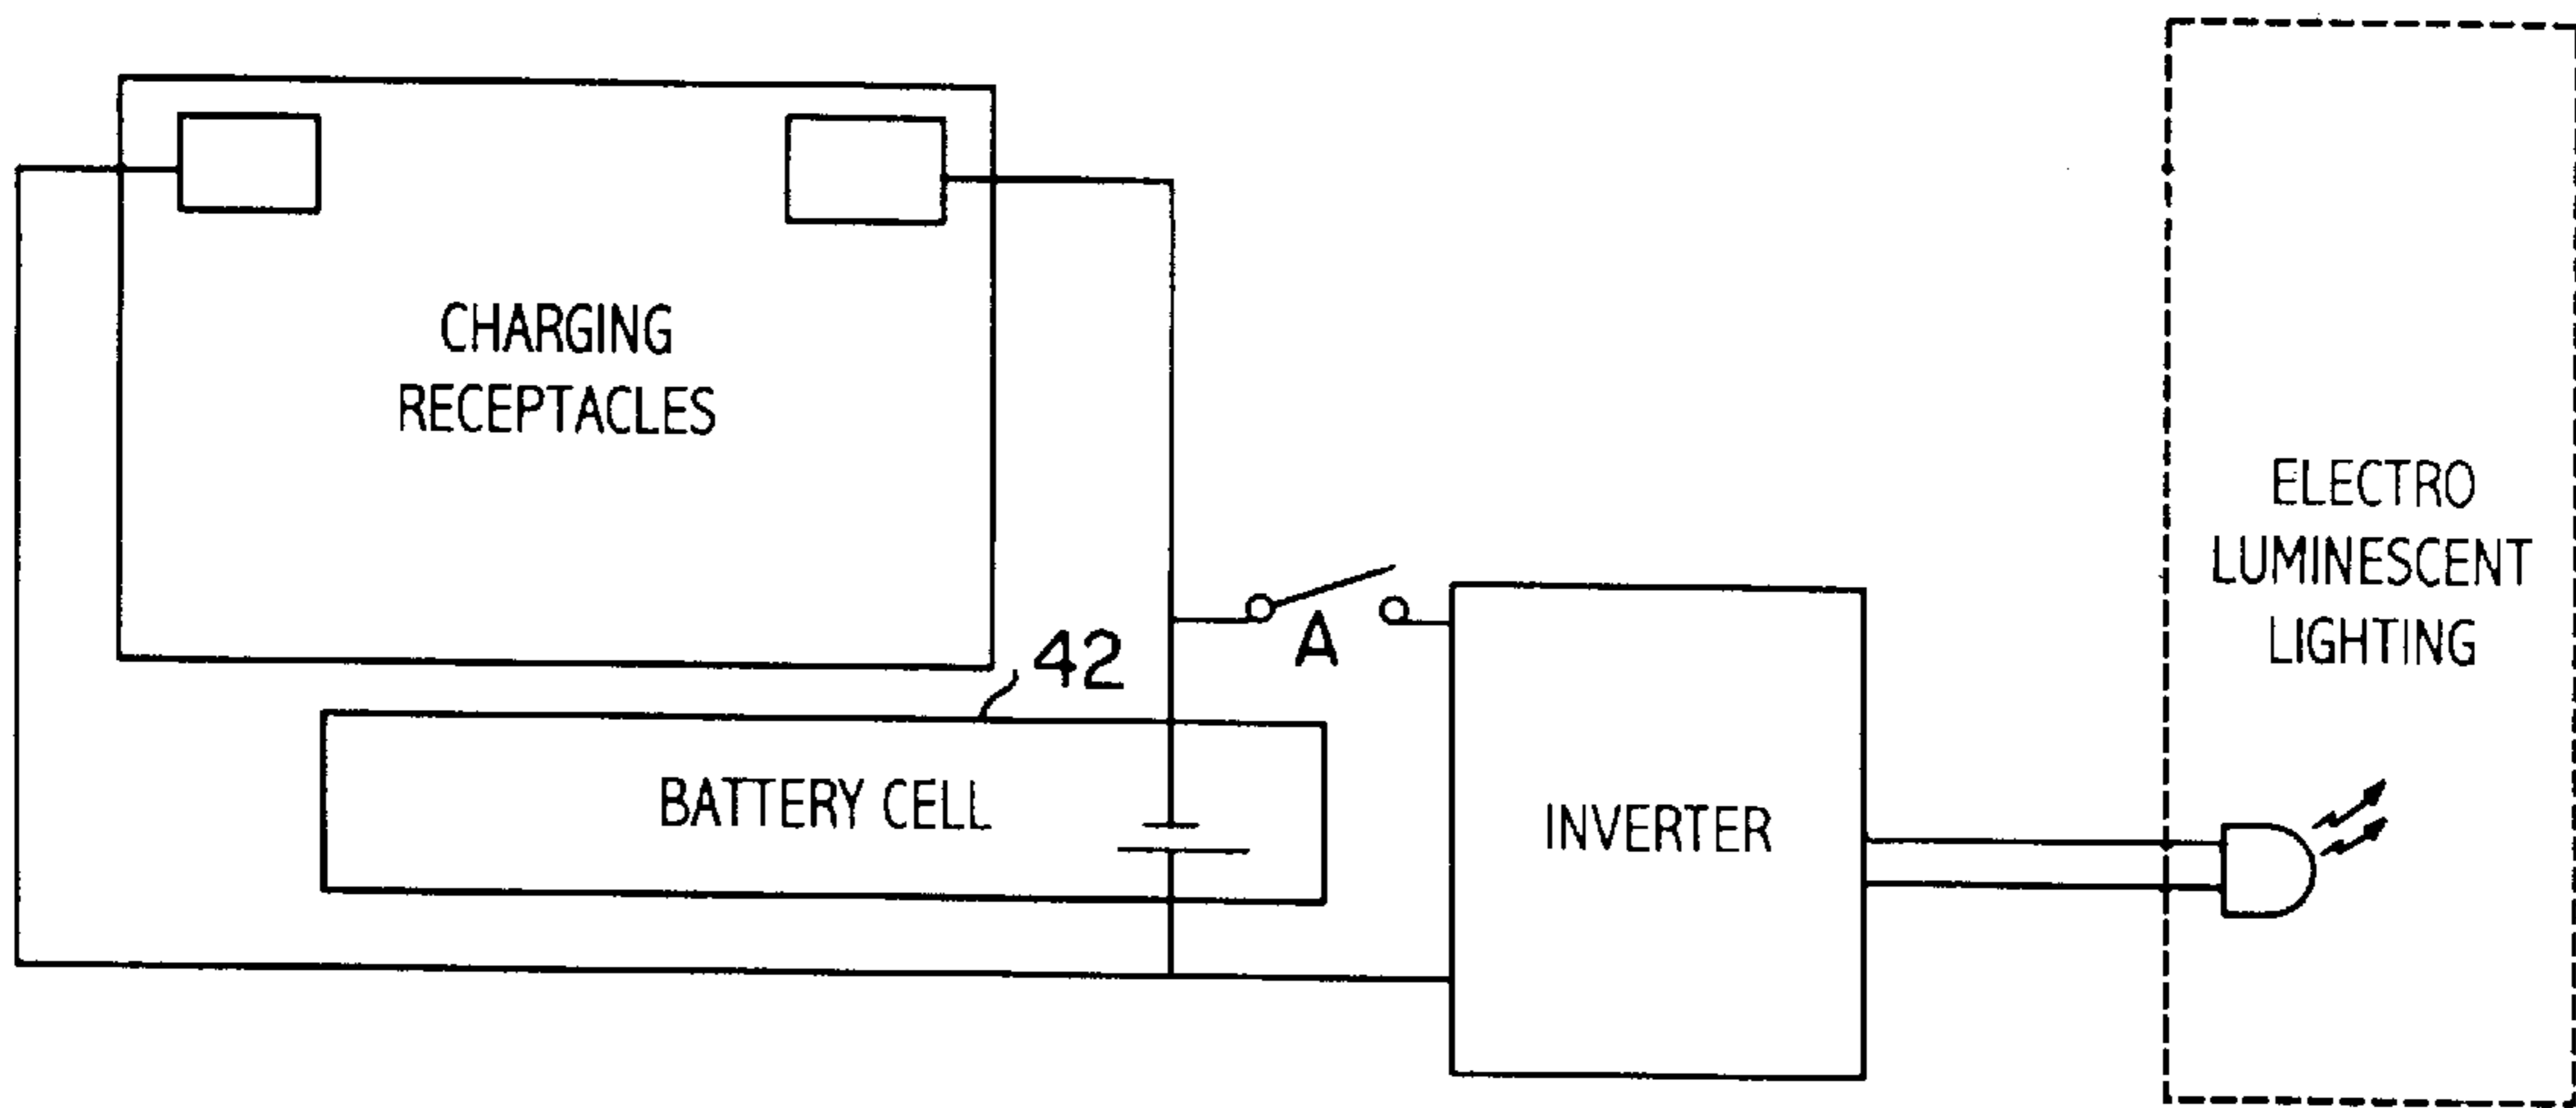 CHARGING
RECEPTACLES
42
BATTERY CELL
A
INVERTER
ELECTRO
LUMINESCENT
LIGHTING